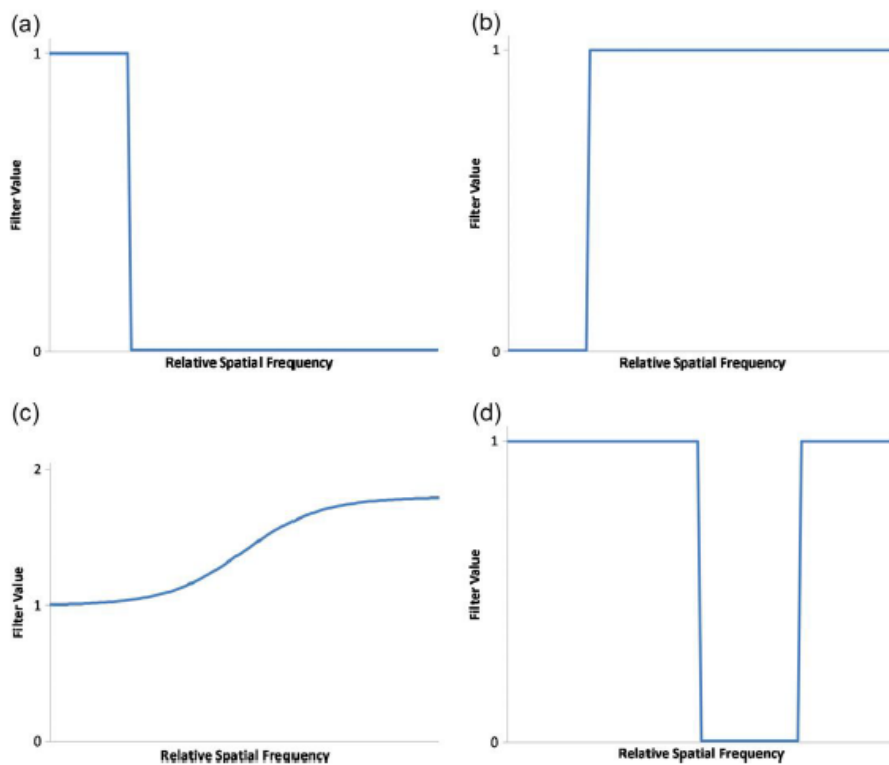 (a)
1
Filter Value
0
Relative Spatial Frequency
(b)
1
Filter Value
0
Relative Spatial Frequency
(c)
2
1
Filter Value
0
Relative Spatial Frequency
(d)
1
Filter Value
0
Relative Spatial Frequency